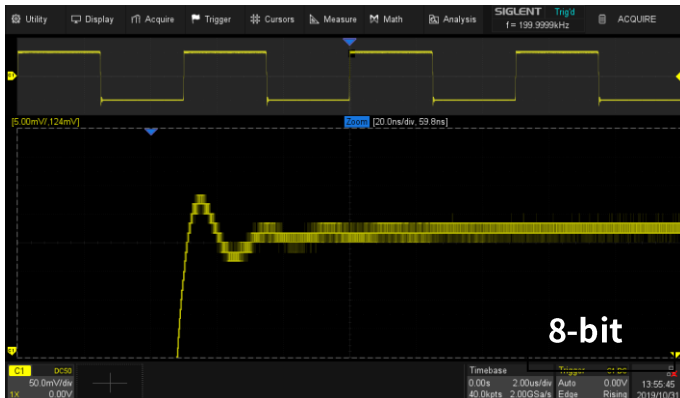 Utility Display Acquire Trigger Cursors Measure Math Analysis SIGLENT Trig'd ACQUIRE
f = 199.9999kHz
[5.00mV/,124mV] Zoom [20.0ns/div, 59.8ns]
8-bit
C1 DC50 Timebase Trigger C1 DC
50.0mV/div 0.00s 2.00us/div Auto 0.00V 13:55:45
1X 0.00V 40.0kpts 2.00GSa/s Edge Rising 2019/10/31